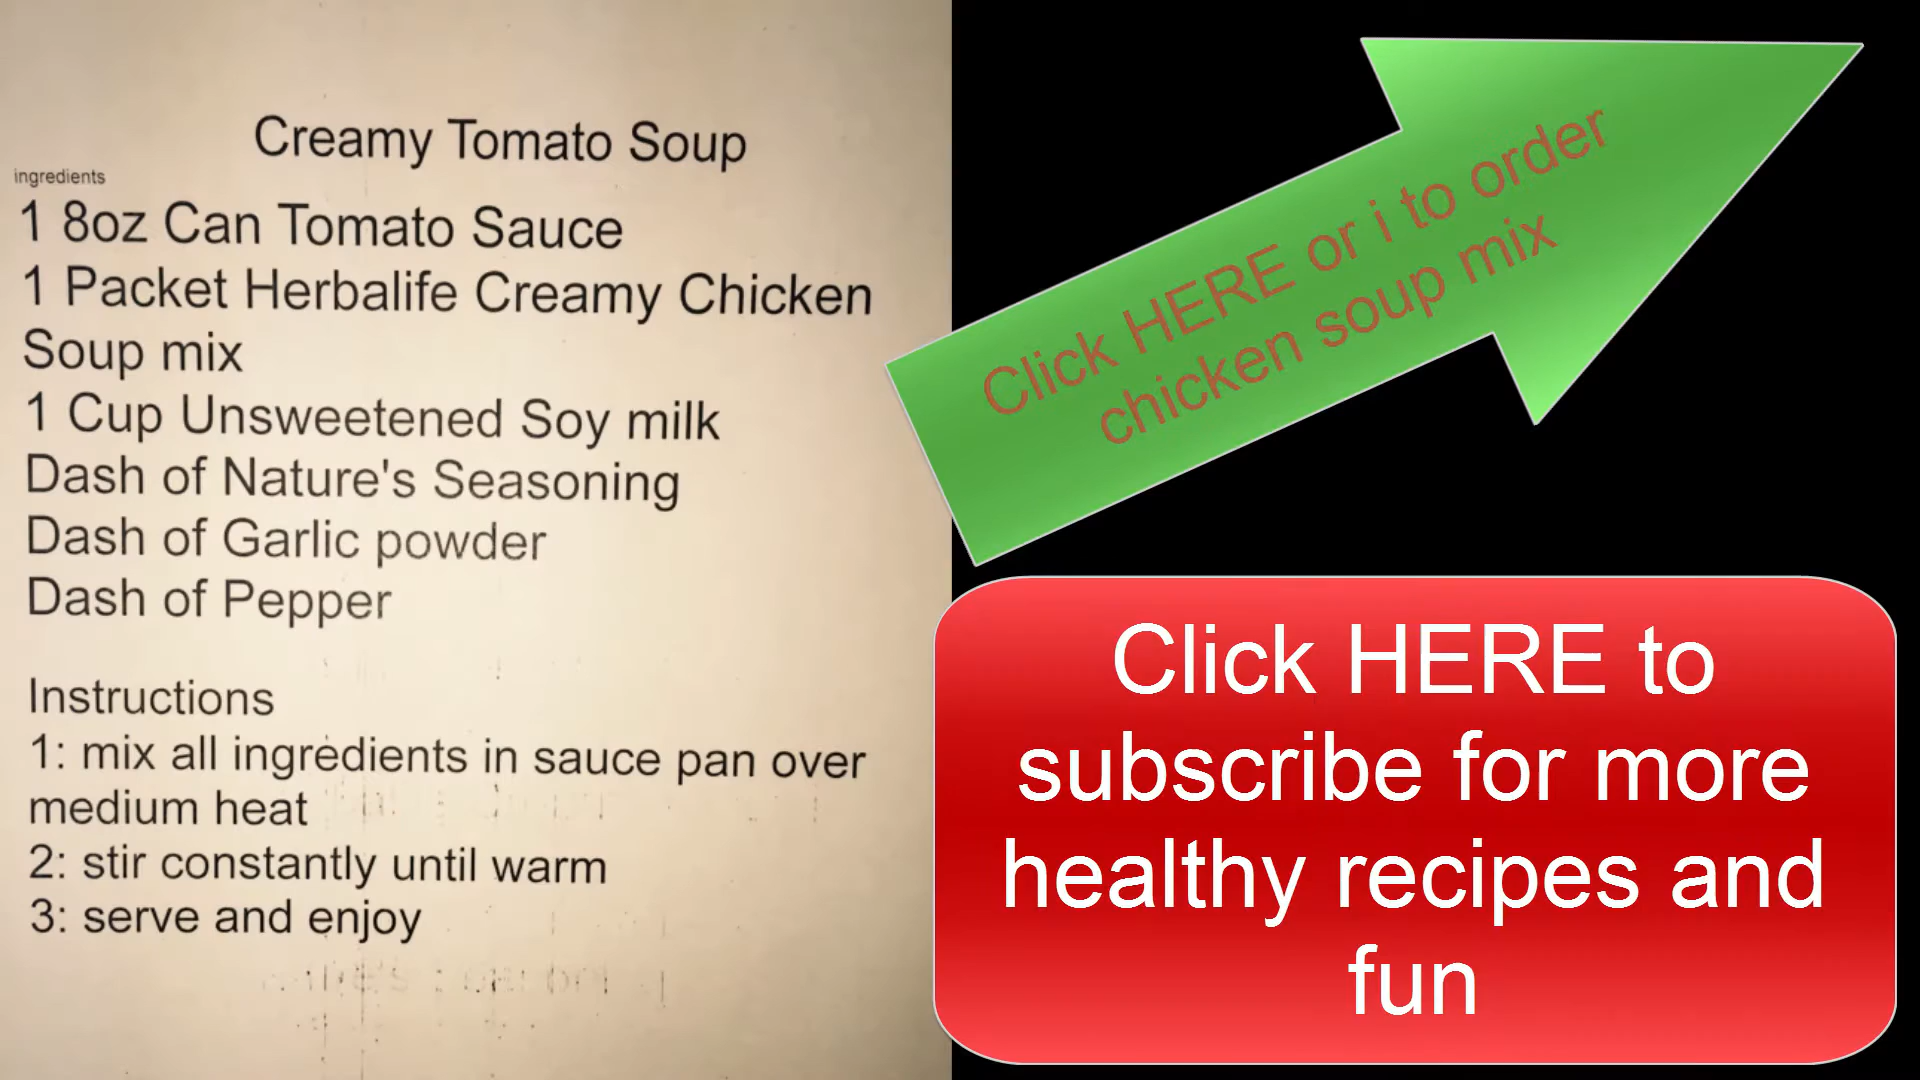 Creamy Tomato Soup
ingredients
1 8oz Can Tomato Sauce
1 Packet Herbalife Creamy Chicken
Soup mix
1 Cup Unsweetened Soy milk
Dash of Nature's Seasoning
Dash of Garlic powder
Dash of Pepper
Instructions
1: mix all ingredients in sauce pan over
medium heat
2: stir constantly until warm
3: serve and enjoy
Click HERE or i to order
chicken soup mix
Click HERE to
subscribe for more
healthy recipes and
fun